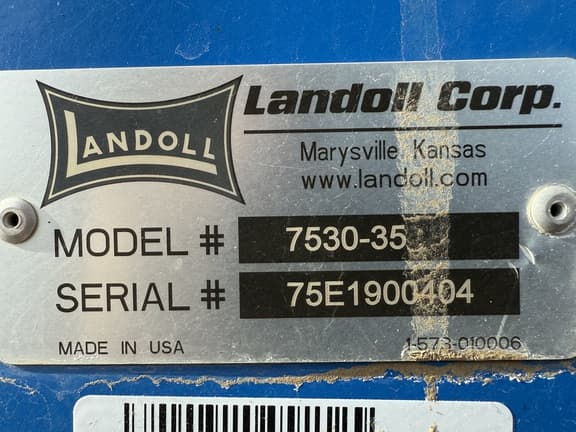 LANDOLL
Landoll Corp.
Marysville, Kansas
www.landoll.com
MODEL # 7530-35
SERIAL # 75E1900404
MADE IN USA 1-573-010006